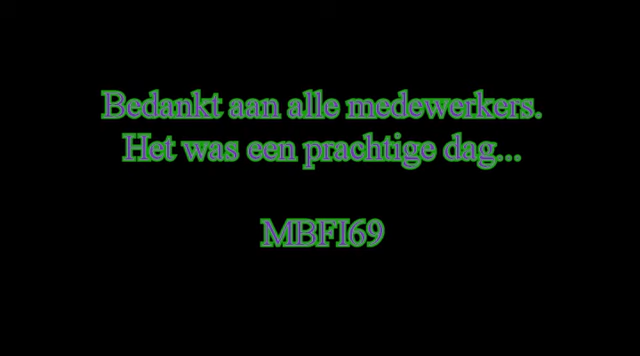 Bedankt aan alle medewerkers.
Het was een prachtige dag...
MBFI69